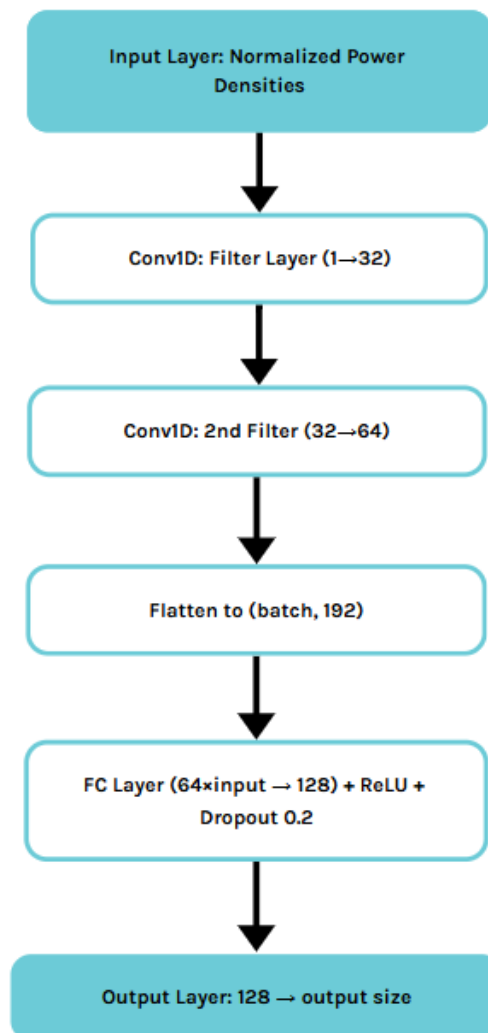 Input Layer: Normalized Power
Densities
Conv1D: Filter Layer (1→32)
Conv1D: 2nd Filter (32→64)
Flatten to (batch, 192)
FC Layer (64×input → 128) + ReLU +
Dropout 0.2
Output Layer: 128 → output size